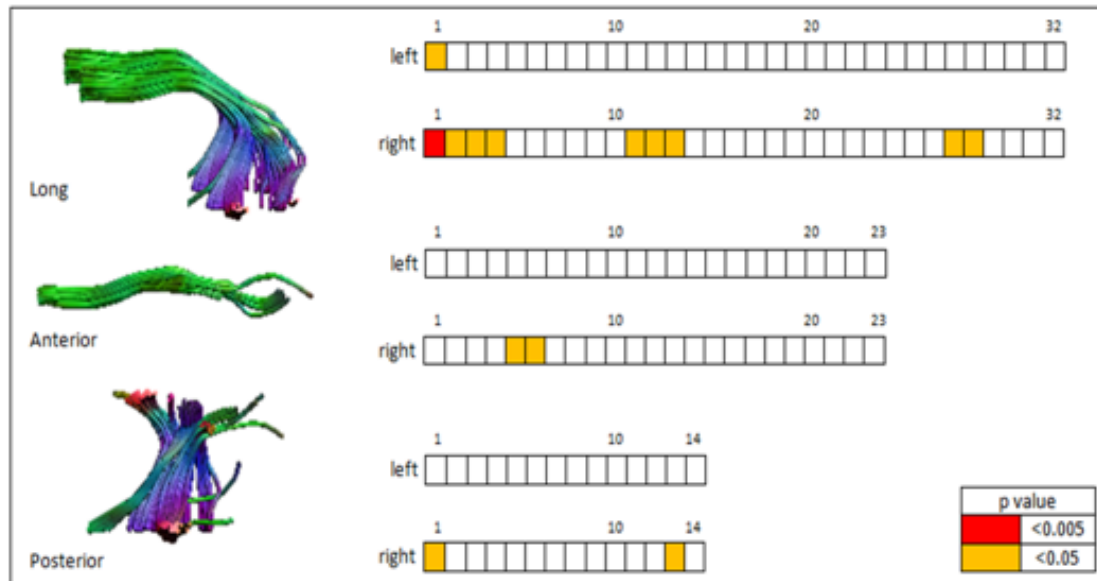 1 10 20 32
left
1 10 20 32
right
Long
1 10 20 23
left
1 10 20 23
right
Anterior
1 10 14
left
1 10 14
right
Posterior
p value
<0.005
<0.05